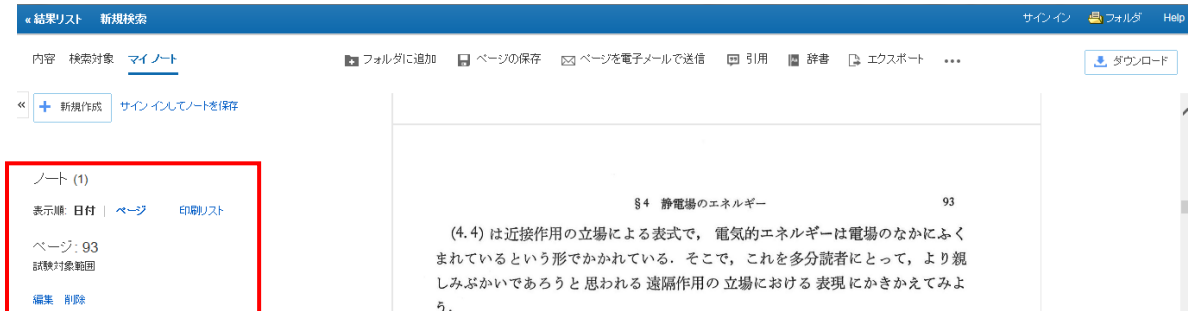 «結果リスト 新規検索 サインイン フォルダ Help
内容 検索対象 マイノート フォルダに追加 ページの保存 ページを電子メールで送信 引用 辞書 エクスポート ••• ダウンロード
« + 新規作成 サインインしてノートを保存
ノート (1)
表示順: 日付 | ページ 印刷リスト
ページ: 93
試験対象範囲
編集 削除
§4 静電場のエネルギー 93
(4.4) は近接作用の立場による表式で, 電気的エネルギーは電場のなかにふく
まれているという形でかかれている. そこで, これを多分読者にとって, より親
しみぶかいであろうと思われる遠隔作用の立場における表現にかきかえてみよ
う.